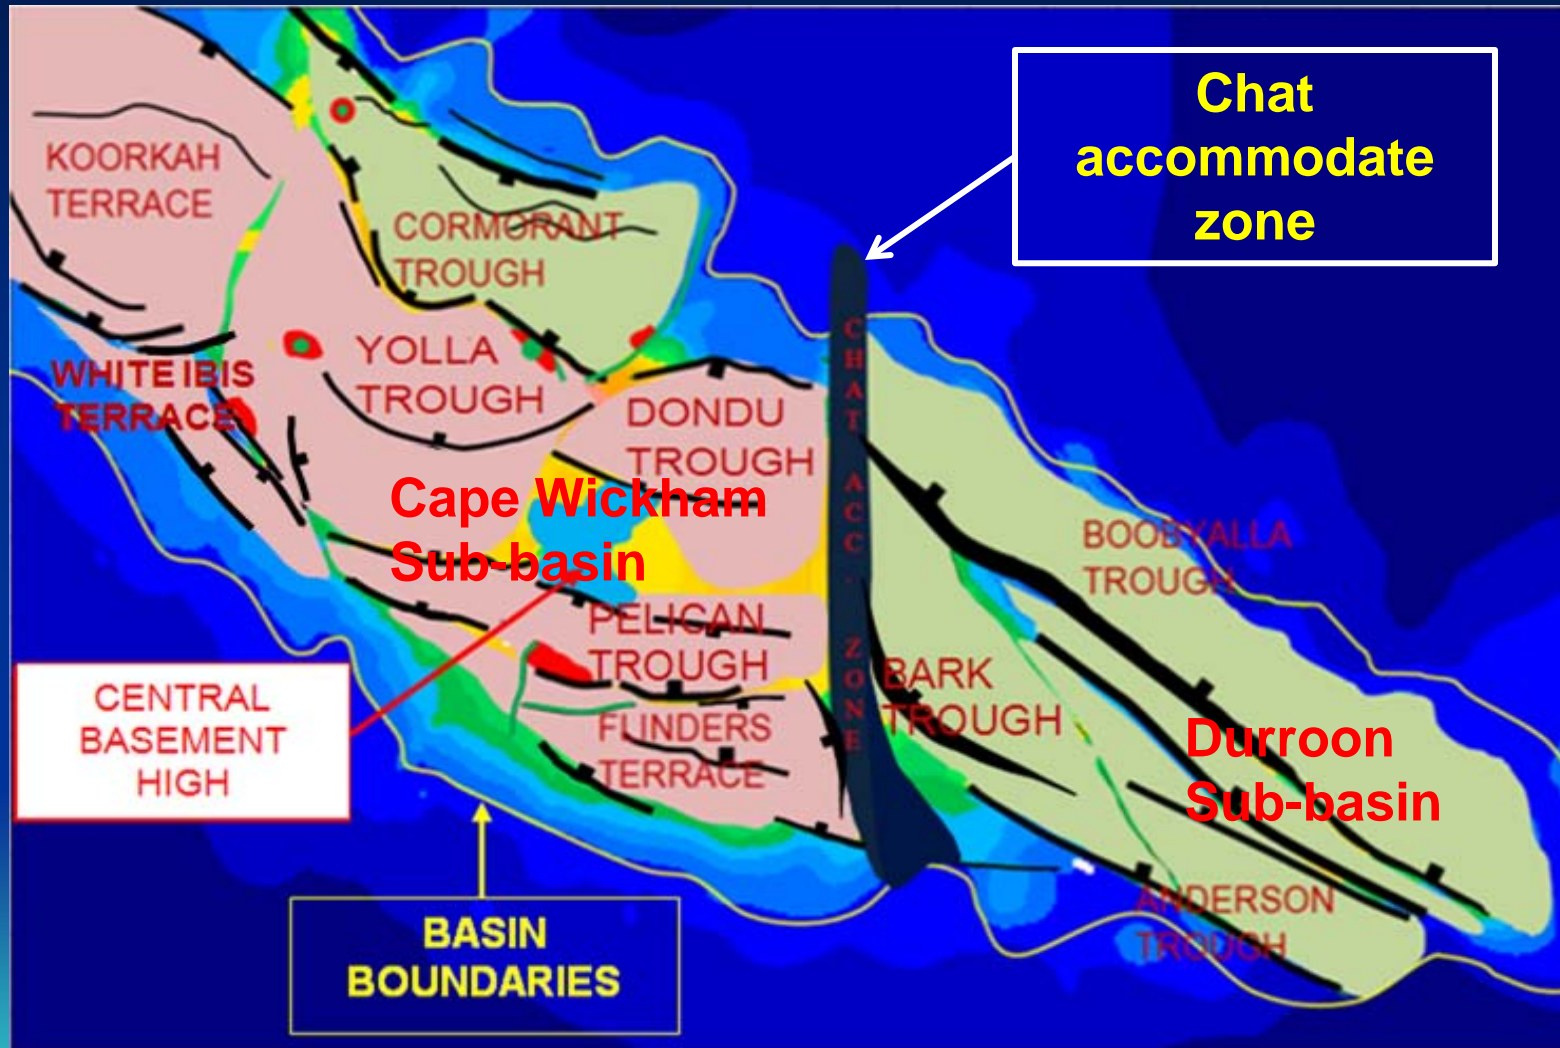 Chat
accommodate
zone
KOORKAH
TERRACE
CORMORANT
TROUGH
YOLLA
TROUGH
WHITE IBIS
TERRACE
DONDU
TROUGH
Cape Wickham
Sub-basin
CHAT ACC. ZONE
BOOBYALLA
TROUGH
PELICAN
TROUGH
BARK
TROUGH
CENTRAL
BASEMENT
HIGH
FLINDERS
TERRACE
Durroon
Sub-basin
ANDERSON
TROUGH
BASIN
BOUNDARIES